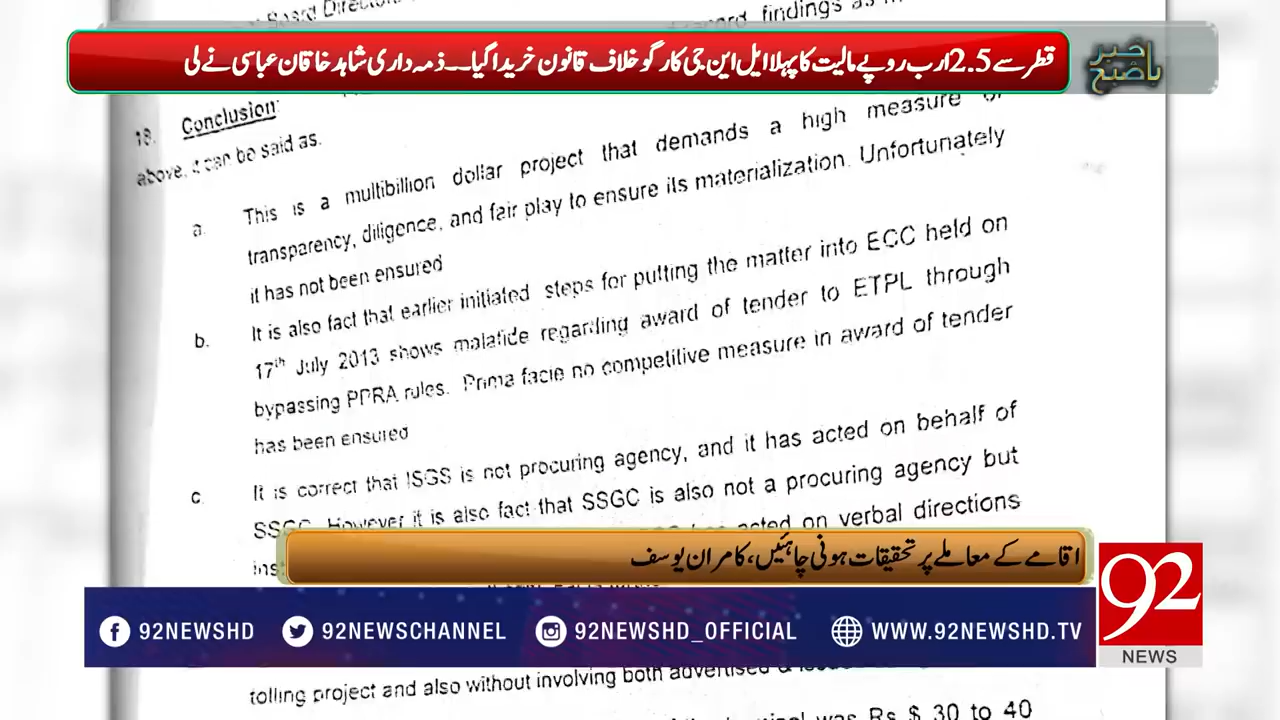 Board Directors
findings as
قطر سے 2.5 ارب روپے مالیت کا پہلا ایل این جی کارگو خلاف قانون خریدا گیا۔۔۔ذمہ داری شاہد خاقان عباسی نے لی
باخبر صبح
18. Conclusion:
above, it can be said as.
a. This is a multibillion dollar project that demands a high measure of
transparency, diligence, and fair play to ensure its materialization. Unfortunately
it has not been ensured
b. It is also fact that earlier initiated steps for putting the matter into ECC held on
17th July 2013 shows malafide regarding award of tender to ETPL through
bypassing PPRA rules. Prima facie no competitive measure in award of tender
has been ensured
c. It is correct that ISGS is not procuring agency, and it has acted on behalf of
SSGC. However it is also fact that SSGC is also not a procuring agency but
acted on verbal directions
اقامے کے معاملے پر تحقیقات ہونی چاہئیں، کامران یوسف
92NEWSHD 92NEWSCHANNEL 92NEWSHD_OFFICIAL WWW.92NEWSHD.TV
92
NEWS
rolling project and also without involving both advertised &
was Rs $ 30 to 40